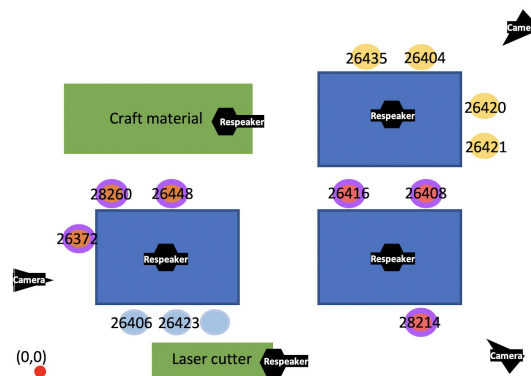 Camera
26435 26404
Craft material
Respeaker
Respeaker
26420
26421
28260 26448
26416 26408
26372
Respeaker
Respeaker
Camera
26406 26423
28214
(0,0)
Laser cutter
Respeaker
Camera